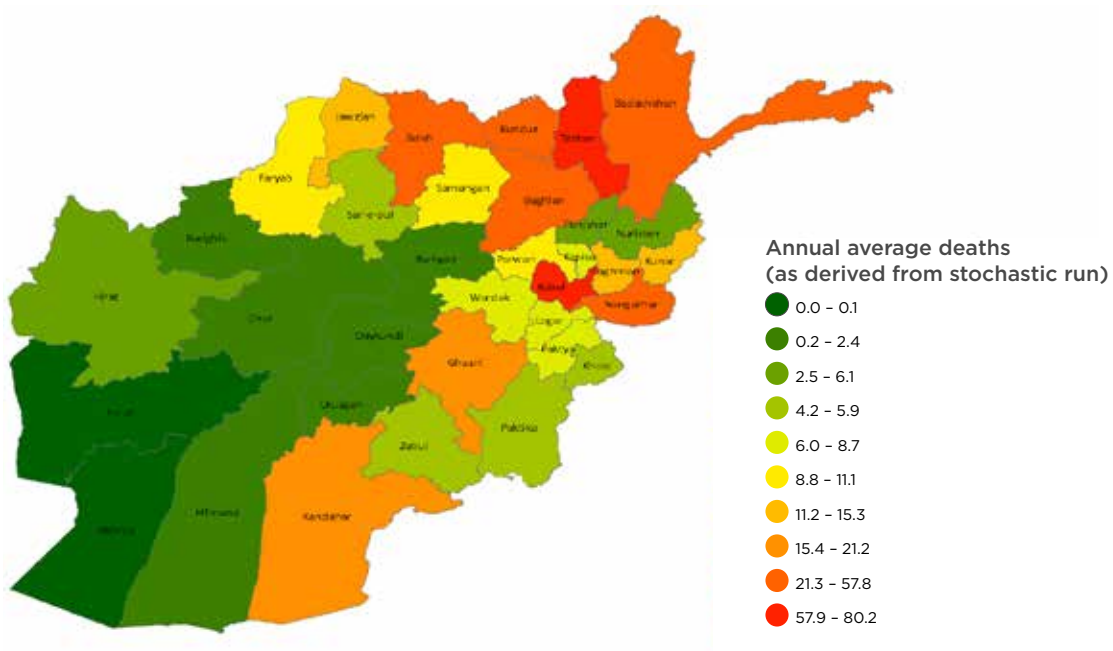 Badakhshan
Jawzjan
Balkh
Kunduz
Takhar
Faryab
Samangan
Baghlan
Sar-e-pul
Panjsher
Nuristan
Badghis
Bamyan
Parwan
Kapisa
Laghman
Kunar
Kabul
Hirat
Wardak
Nangarhar
Ghor
Logar
Daykundi
Paktya
Ghazni
Khost
Farah
Uruzgan
Paktika
Zabul
Hilmand
Kandahar
Annual average deaths
(as derived from stochastic run)
0.0 – 0.1
0.2 – 2.4
2.5 – 6.1
4.2 – 5.9
6.0 – 8.7
8.8 – 11.1
11.2 – 15.3
15.4 – 21.2
21.3 – 57.8
57.9 – 80.2